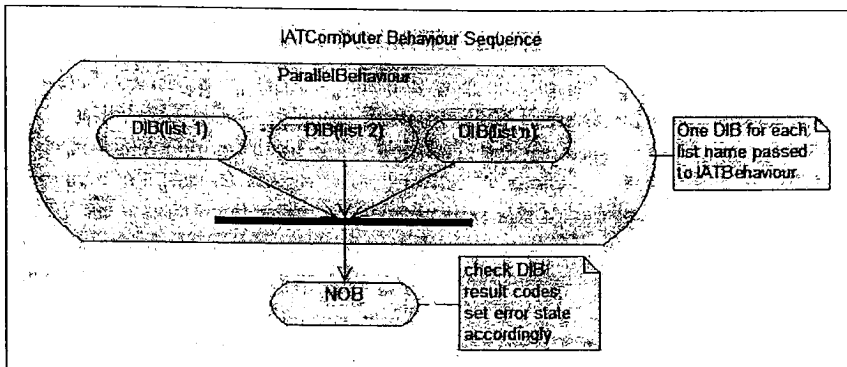 IATComputer Behaviour Sequence
ParallelBehaviour
DIB(list 1)
DIB(list 2)
DIB(list n)
One DIB for each
list name passed
to IATBehaviour
NOB
check DIB
result codes,
set error state
accordingly